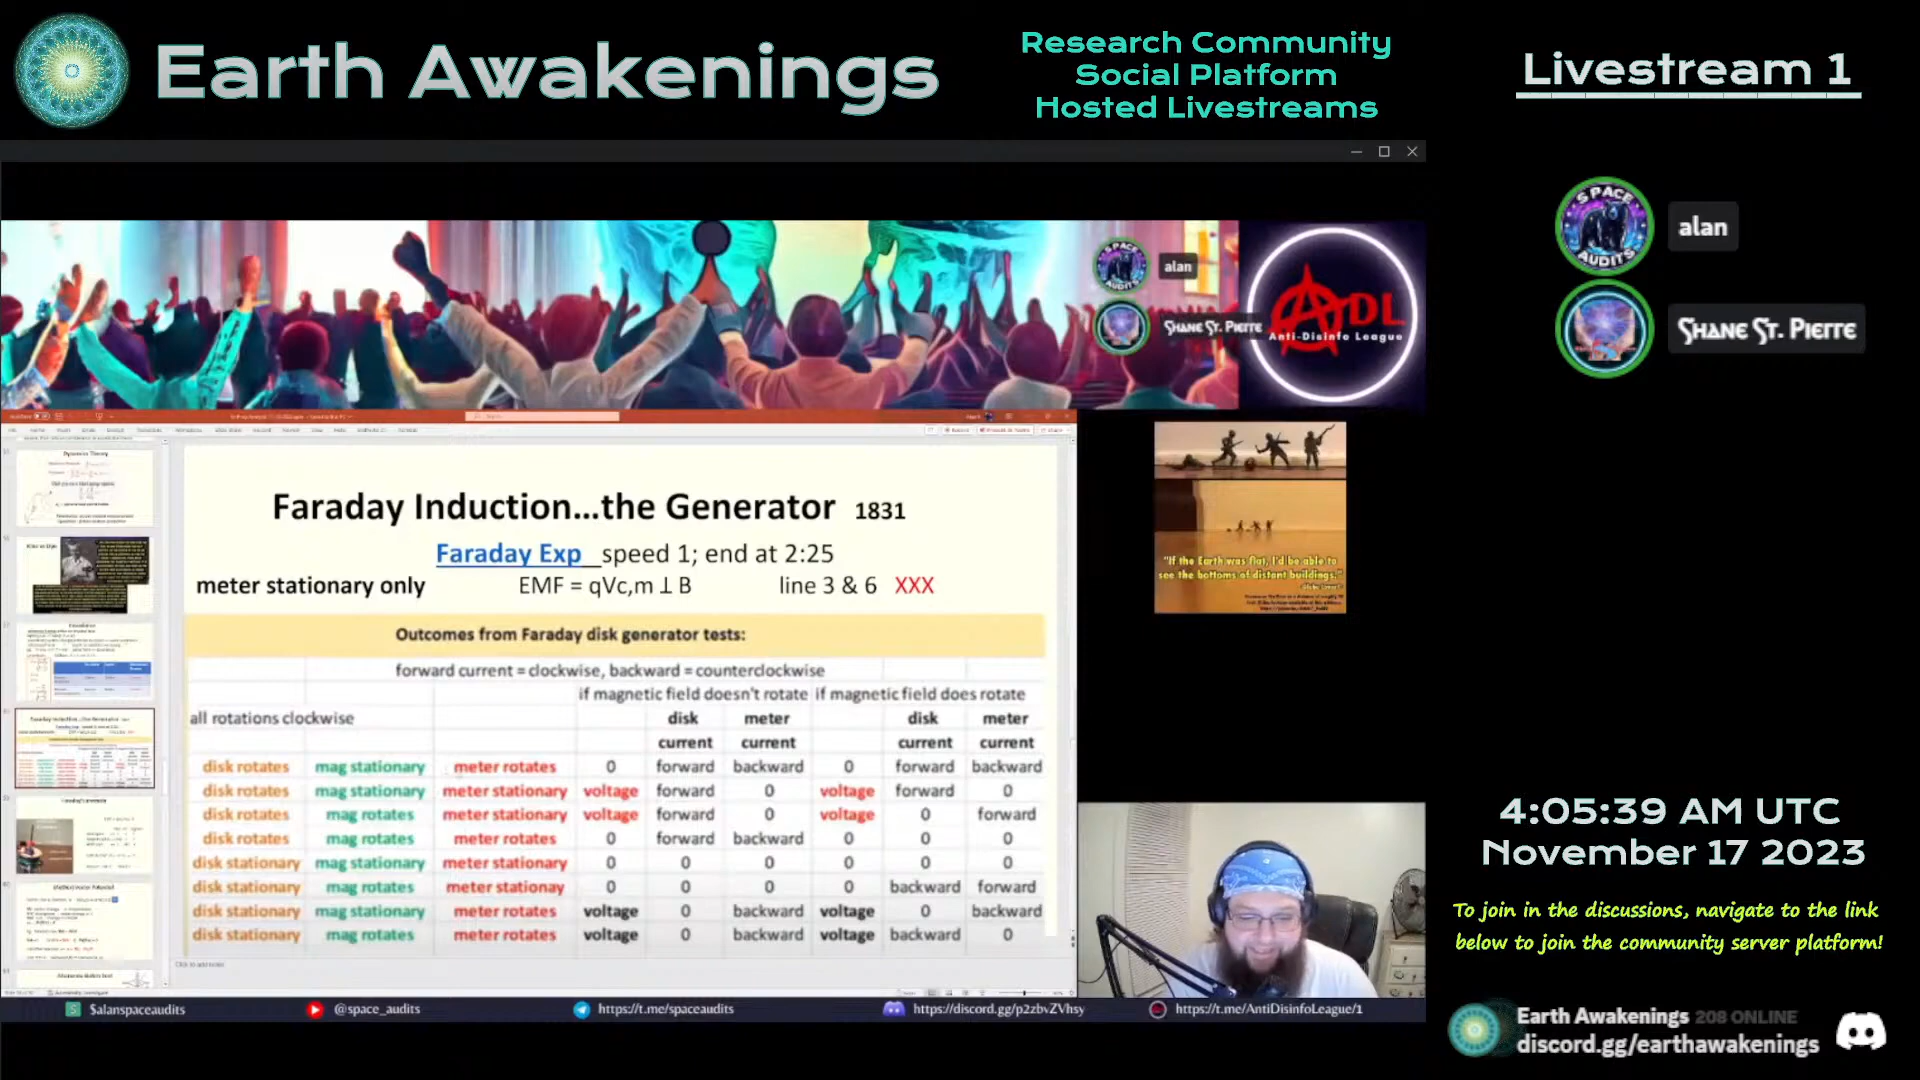 Earth Awakenings
Research Community
Social Platform
Hosted Livestreams
Livestream 1
alan
Shane St. Pierre
SPACE AUDITS
alan
Shane St. Pierre
ADL
Anti-Disinfo League
Faraday Induction...the Generator 1831
Faraday Exp speed 1; end at 2:25
meter stationary only EMF = qVc,m ⊥ B line 3 & 6 XXX
Outcomes from Faraday disk generator tests:
forward current = clockwise, backward = counterclockwise
if magnetic field doesn't rotate if magnetic field does rotate
all rotations clockwise disk meter disk meter
current current current current
disk rotates mag stationary meter rotates 0 forward backward 0 forward backward
disk rotates mag stationary meter stationary voltage forward 0 voltage forward 0
disk rotates mag rotates meter stationary voltage forward 0 voltage 0 forward
disk rotates mag rotates meter rotates 0 forward backward 0 0 0
disk stationary mag stationary meter stationary 0 0 0 0 0 0
disk stationary mag rotates meter stationay 0 0 0 0 backward forward
disk stationary mag stationary meter rotates voltage 0 backward voltage 0 backward
disk stationary mag rotates meter rotates voltage 0 backward voltage backward 0
"If the Earth was flat, I'd be able to
see the bottoms of distant buildings."
$alanspaceaudits
@space_audits
https://t.me/spaceaudits
https://discord.gg/p2zbvZVhsy
https://t.me/AntiDisinfoLeague/1
4:05:39 AM UTC
November 17 2023
To join in the discussions, navigate to the link
below to join the community server platform!
Earth Awakenings 208 ONLINE
discord.gg/earthawakenings